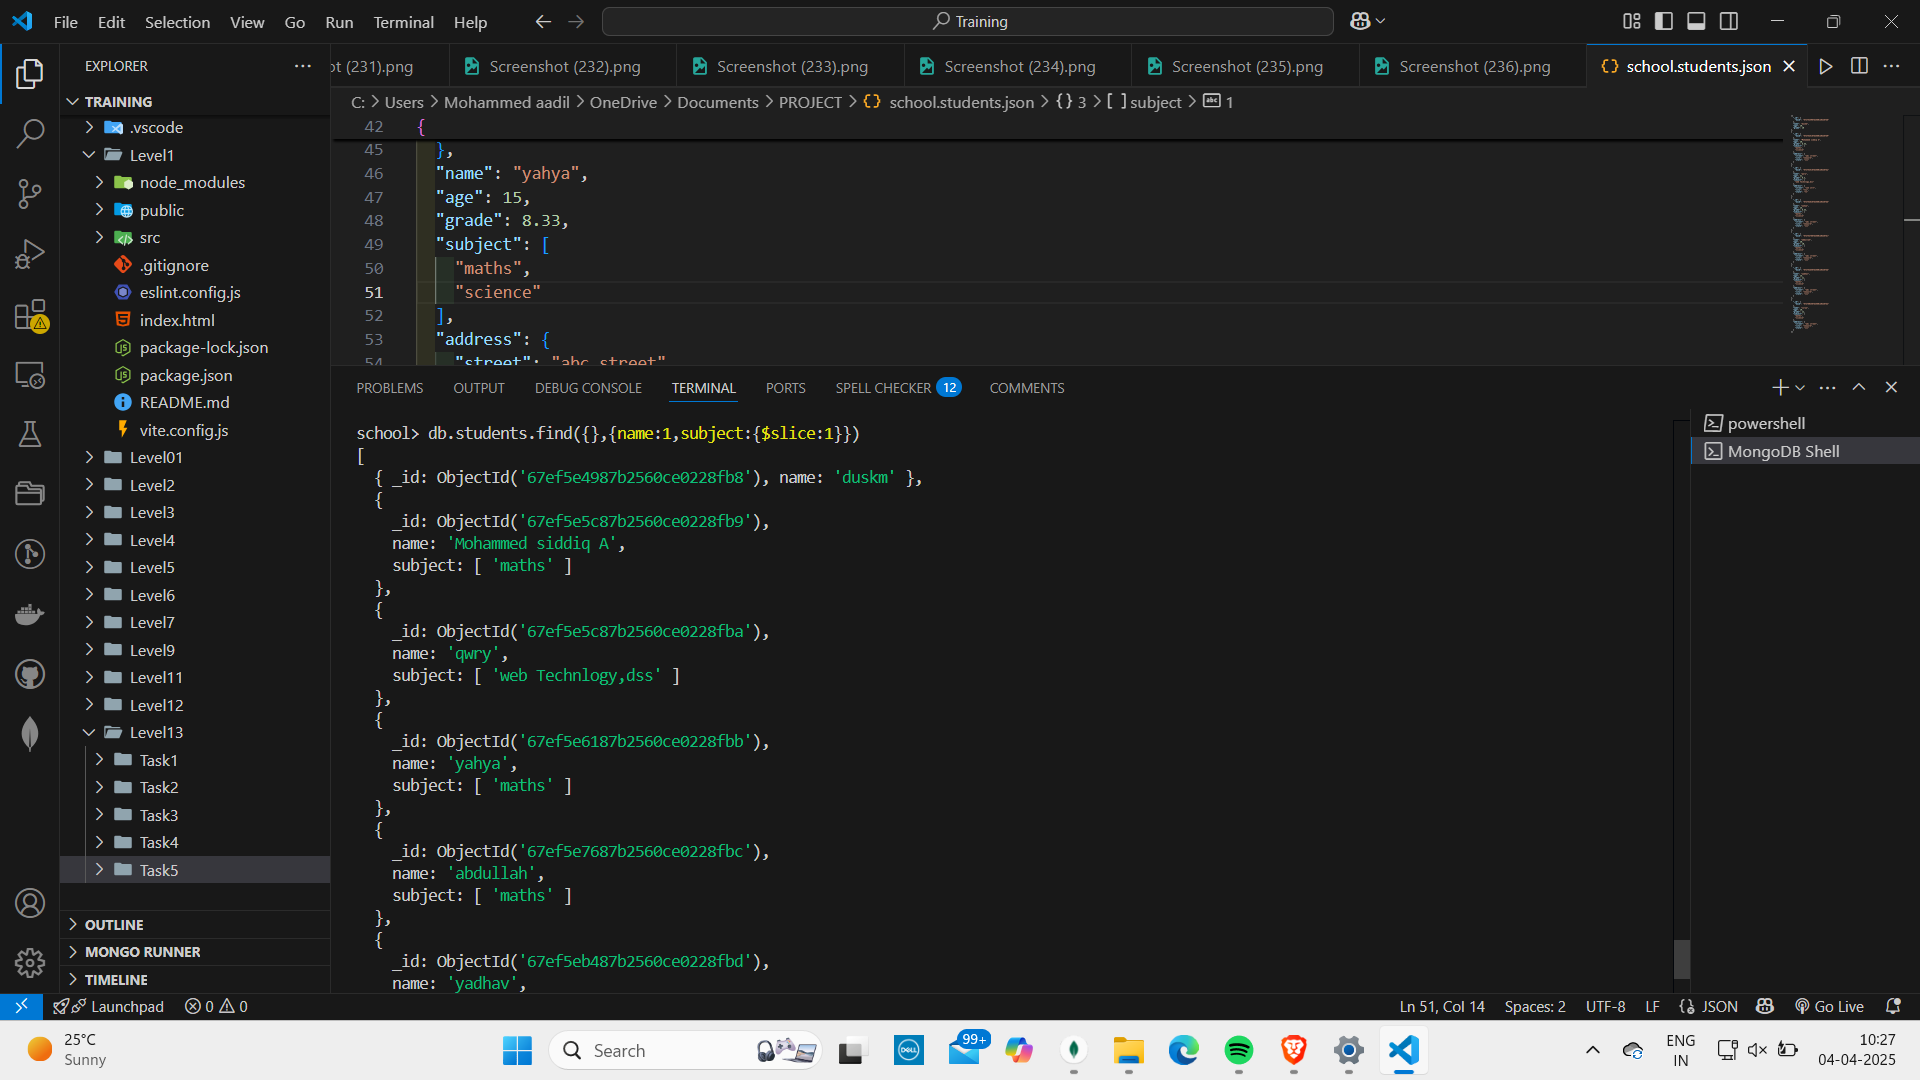 File Edit Selection View Go Run Terminal Help
Training
EXPLORER
ot (231).png
Screenshot (232).png
Screenshot (233).png
Screenshot (234).png
Screenshot (235).png
Screenshot (236).png
school.students.json
C: > Users > Mohammed aadil > OneDrive > Documents > PROJECT > {} school.students.json > {} 3 > [ ] subject > abc 1
TRAINING
.vscode
Level1
node_modules
public
src
.gitignore
eslint.config.js
index.html
package-lock.json
package.json
README.md
vite.config.js
Level01
Level2
Level3
Level4
Level5
Level6
Level7
Level9
Level11
Level12
Level13
Task1
Task2
Task3
Task4
Task5
OUTLINE
MONGO RUNNER
TIMELINE
42 {
45 },
46 "name": "yahya",
47 "age": 15,
48 "grade": 8.33,
49 "subject": [
50 "maths",
51 "science"
52 ],
53 "address": {
54 "street": "abc street"
PROBLEMS OUTPUT DEBUG CONSOLE TERMINAL PORTS SPELL CHECKER 12 COMMENTS
powershell
MongoDB Shell
school> db.students.find({},{name:1,subject:{$slice:1}})
[
{ _id: ObjectId('67ef5e4987b2560ce0228fb8'), name: 'duskm' },
{
_id: ObjectId('67ef5e5c87b2560ce0228fb9'),
name: 'Mohammed siddiq A',
subject: [ 'maths' ]
},
{
_id: ObjectId('67ef5e5c87b2560ce0228fba'),
name: 'qwry',
subject: [ 'web Technlogy,dss' ]
},
{
_id: ObjectId('67ef5e6187b2560ce0228fbb'),
name: 'yahya',
subject: [ 'maths' ]
},
{
_id: ObjectId('67ef5e7687b2560ce0228fbc'),
name: 'abdullah',
subject: [ 'maths' ]
},
{
_id: ObjectId('67ef5eb487b2560ce0228fbd'),
name: 'yadhav',
Launchpad 0 0
Ln 51, Col 14 Spaces: 2 UTF-8 LF {} JSON Go Live
25°C
Sunny
Search
DELL
99+
ENG
IN
10:27
04-04-2025